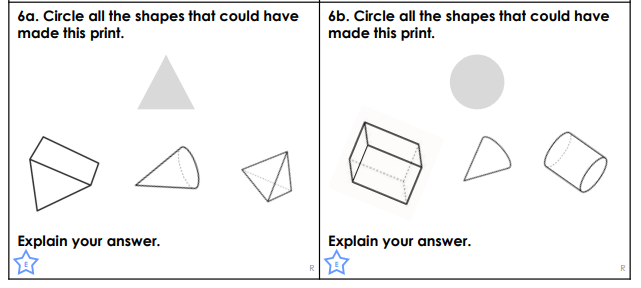 6a. Circle all the shapes that could have
made this print.
Explain your answer.
E
R
6b. Circle all the shapes that could have
made this print.
Explain your answer.
E
R